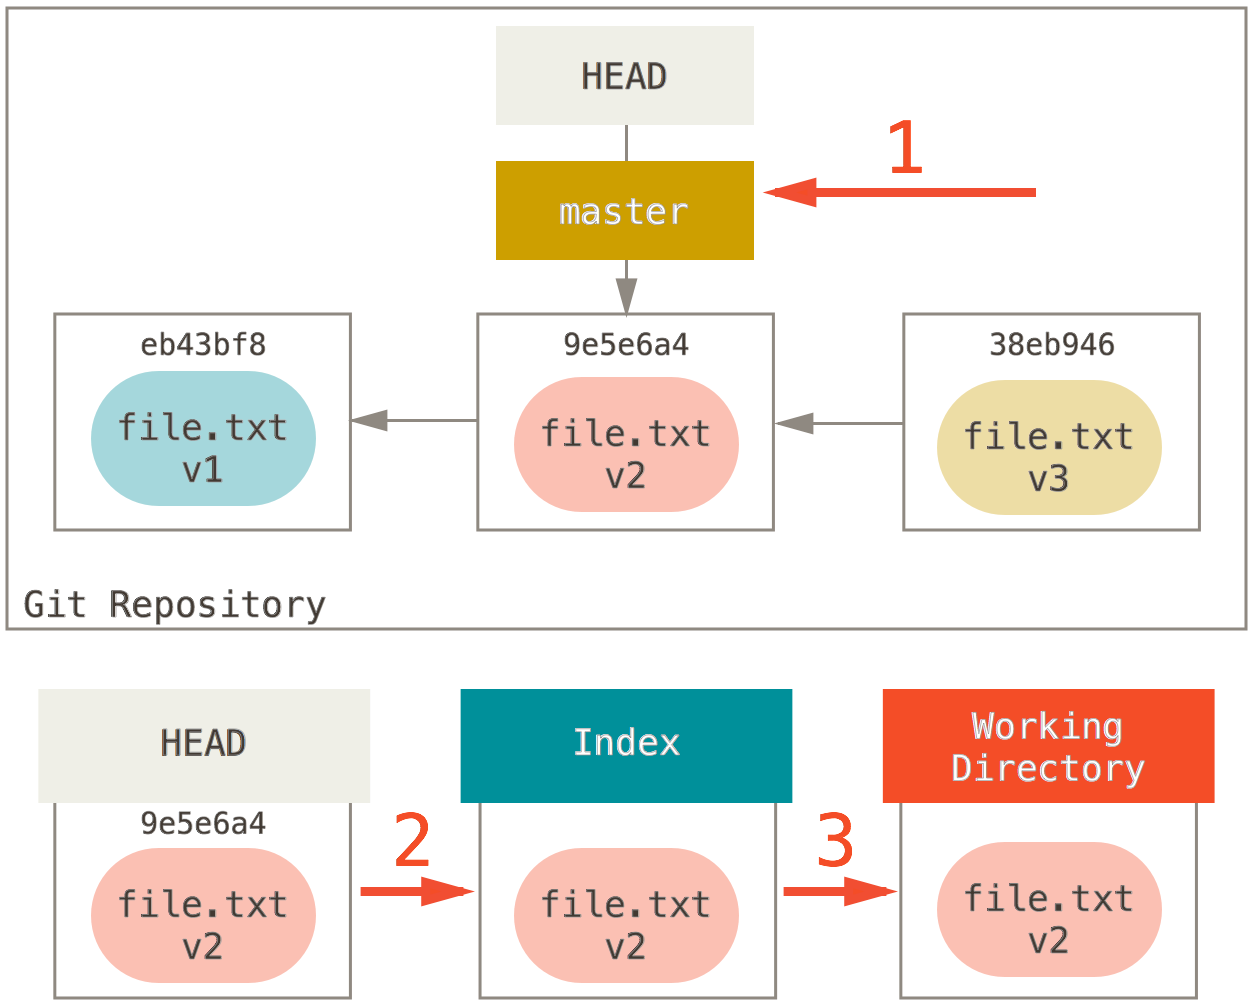 HEAD
1
master
eb43bf8
9e5e6a4
38eb946
file.txt
v1
file.txt
v2
file.txt
v3
Git Repository
HEAD
Index
Working
Directory
9e5e6a4
2
3
file.txt
v2
file.txt
v2
file.txt
v2